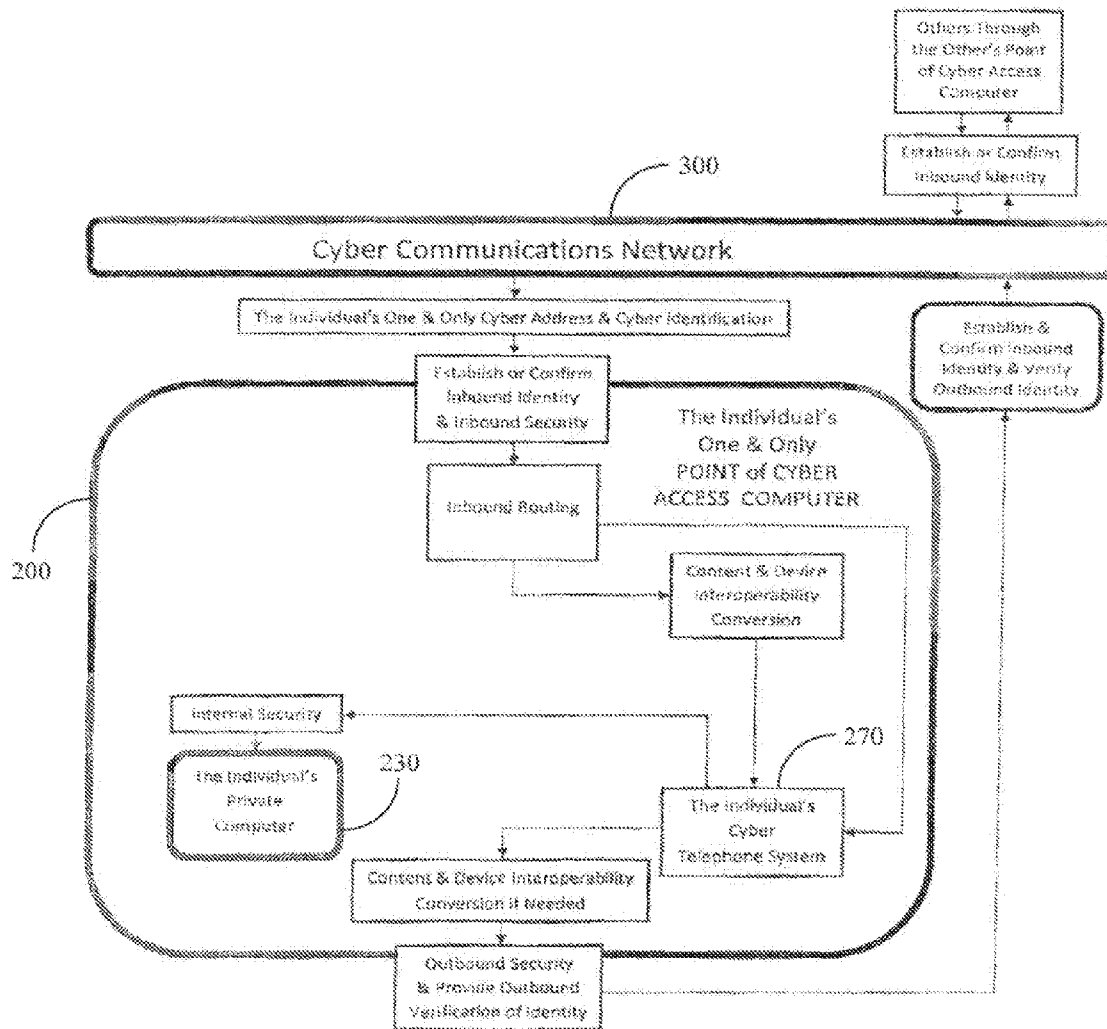 Others Through
the Other's Point
of Cyber Access
Computer
Establish or Confirm
Inbound Identity
300
Cyber Communications Network
The Individual's One & Only Cyber Address & Cyber Identification
Establish &
Confirm Inbound
Identity & Verify
Outbound Identity
Establish or Confirm
Inbound Identity
& Inbound Security
The Individual's
One & Only
POINT of CYBER
ACCESS COMPUTER
Inbound Routing
200
Content & Device
Interoperability
Conversion
Internal Security
270
230
The Individual's
Private
Computer
The Individual's
Cyber
Telephone System
Content & Device Interoperability
Conversion if Needed
Outbound Security
& Provide Outbound
Verification of Identity